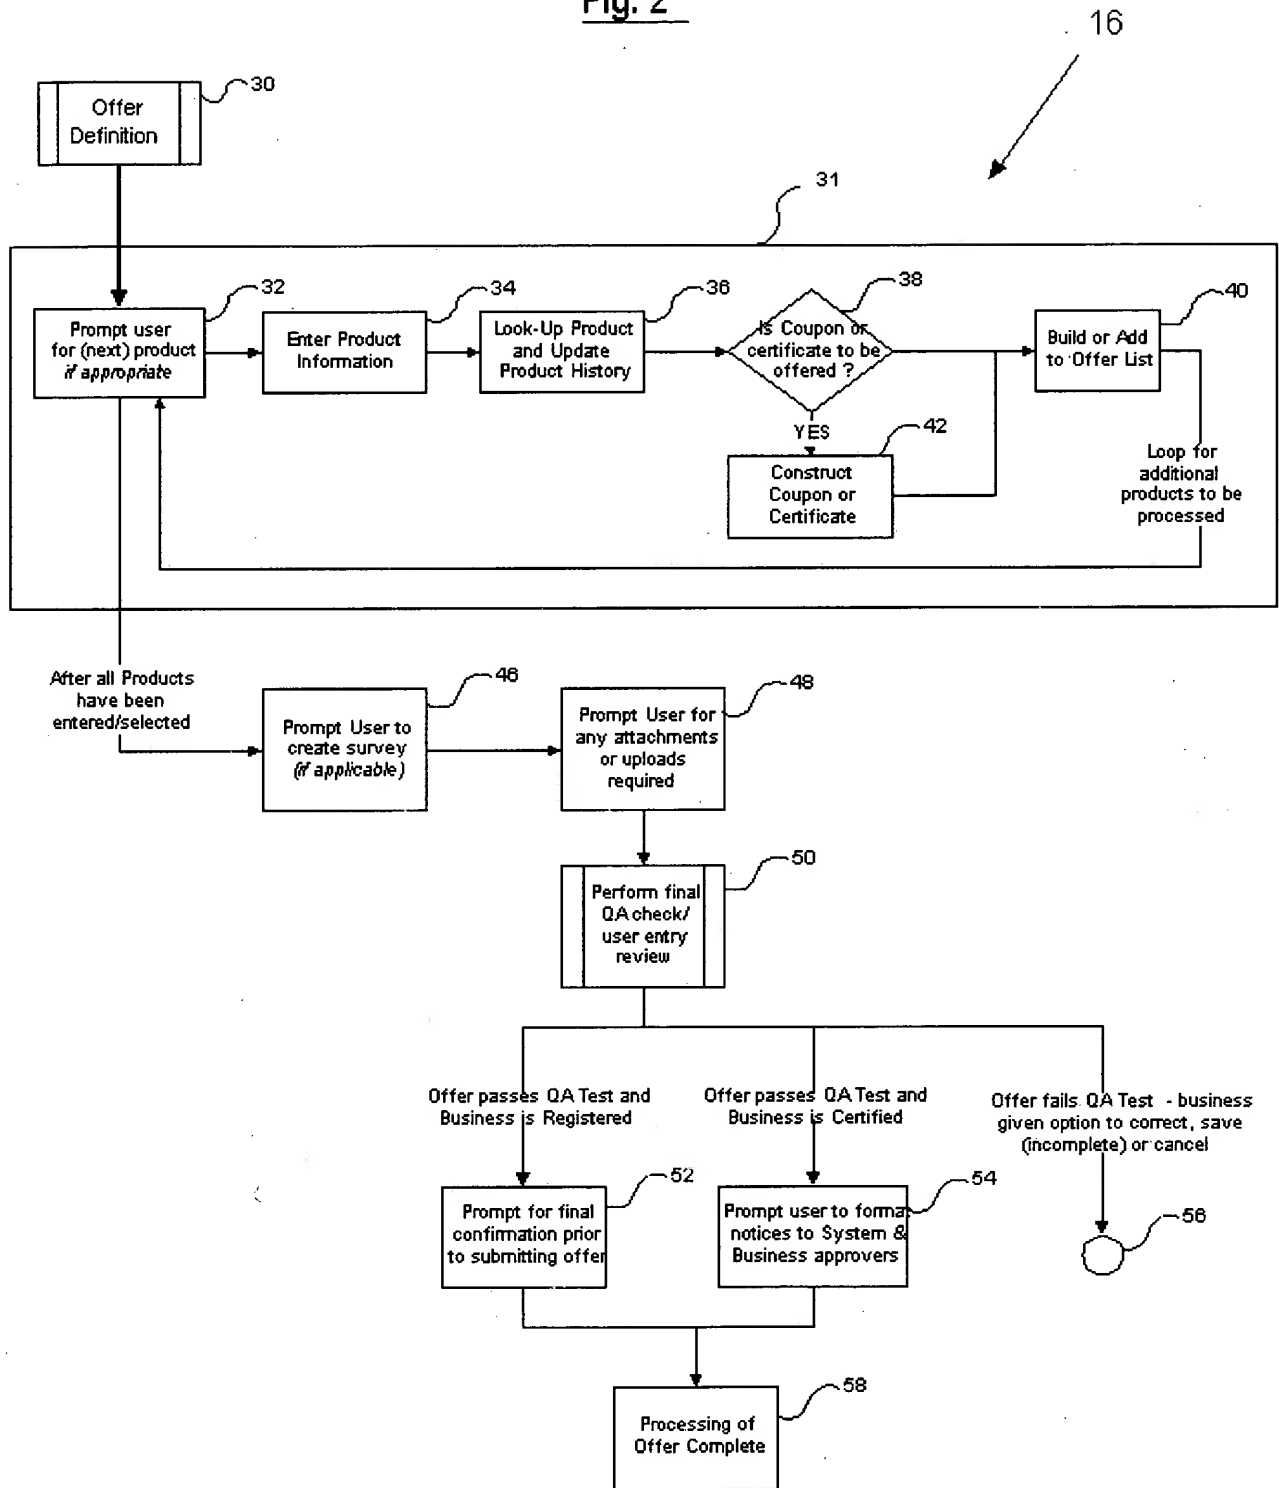 Fig. 2
16
30
Offer
Definition
31
32
Prompt user
for (next) product
if appropriate
34
Enter Product
Information
36
Look-Up Product
and Update
Product History
38
Is Coupon or
certificate to be
offered ?
40
Build or Add
to Offer List
YES
42
Construct
Coupon or
Certificate
Loop for
additional
products to be
processed
After all Products
have been
entered/selected
46
Prompt User to
create survey
(if applicable)
48
Prompt User for
any attachments
or uploads
required
50
Perform final
QA check/
user entry
review
Offer passes QA Test and
Business is Registered
Offer passes QA Test and
Business is Certified
Offer fails QA Test - business
given option to correct, save
(incomplete) or cancel
52
Prompt for final
confirmation prior
to submitting offer
54
Prompt user to format
notices to System &
Business approvers
56
58
Processing of
Offer Complete